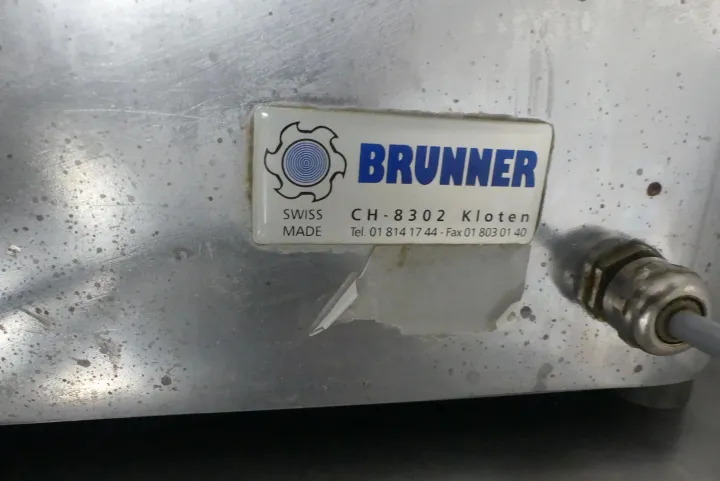 BRUNNER
SWISS MADE
CH-8302 Kloten
Tel. 01 814 17 44 - Fax 01 803 01 40